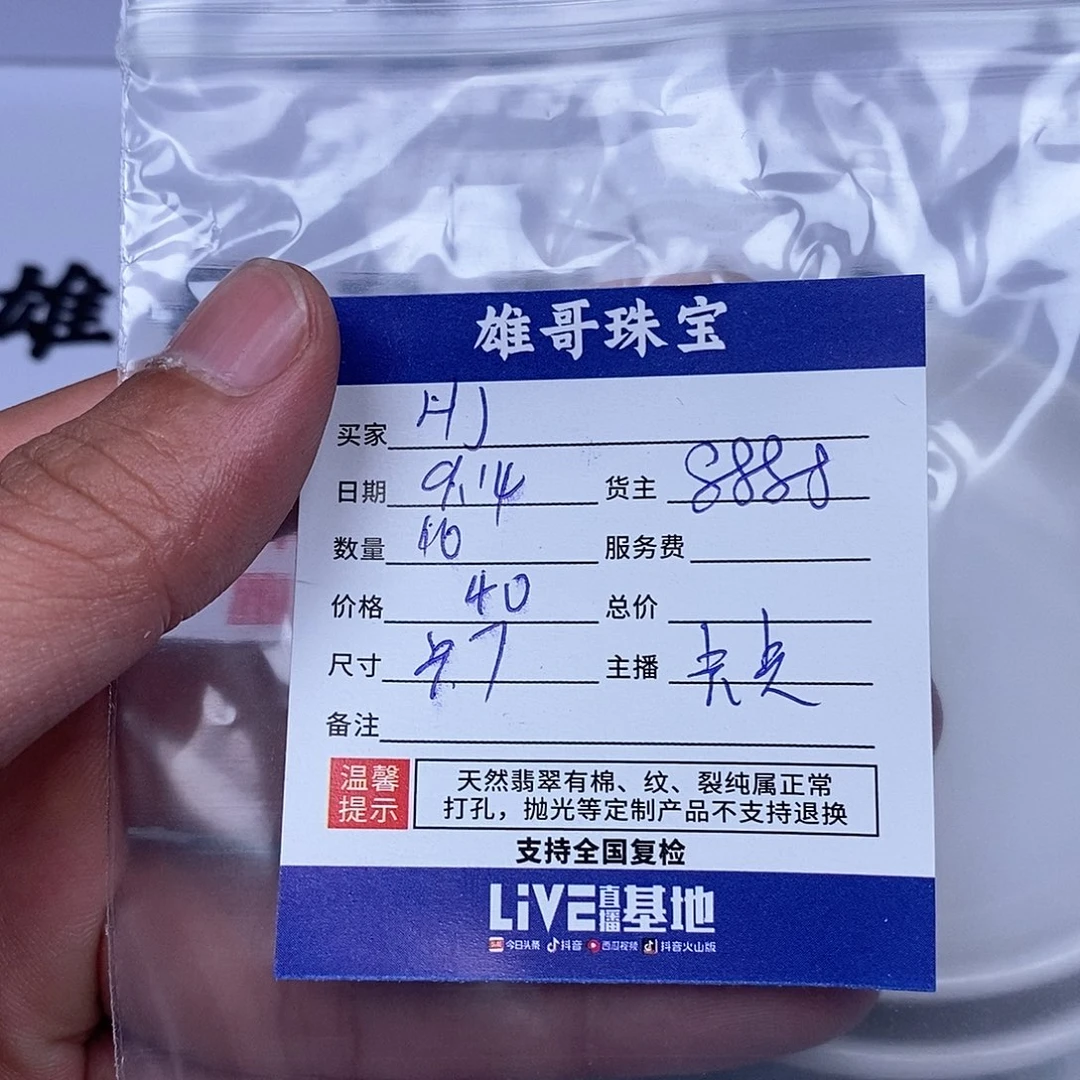 雄
雄哥珠宝
买家 HJ
日期 9.14 货主 8888
数量 10
服务费
价格 40 总价
尺寸 主播
备注
温馨提示
天然翡翠有棉、纹、裂纯属正常
打孔，抛光等定制产品不支持退换
支持全国复检
LiVE直播基地
今日头条 抖音 西瓜视频 抖音火山版